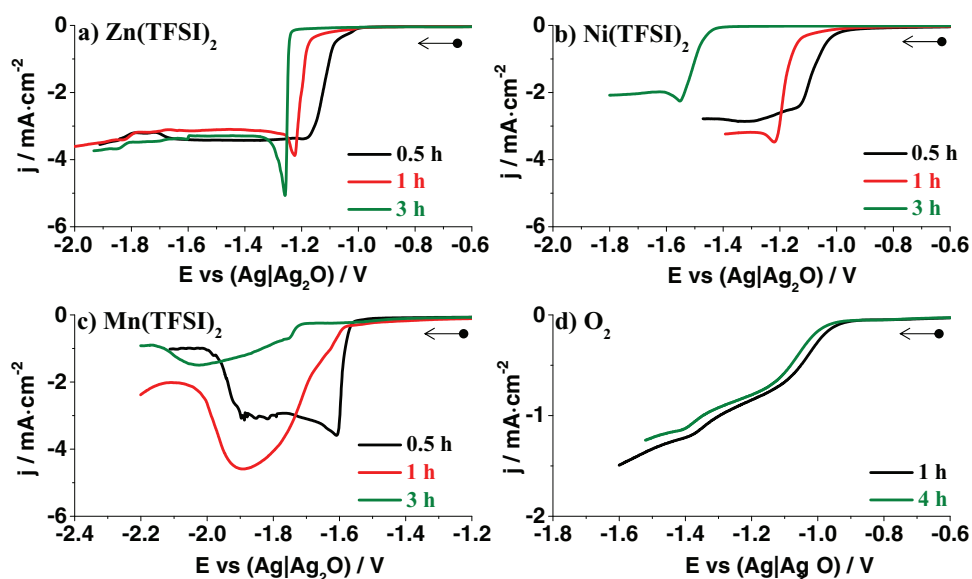 a) Zn(TFSI)2
0
-2
-4
-6
j / mA·cm-2
0.5 h
1 h
3 h
-2.0 -1.8 -1.6 -1.4 -1.2 -1.0 -0.8 -0.6
E vs (Ag|Ag2O) / V
b) Ni(TFSI)2
0
-2
-4
-6
j / mA·cm-2
0.5 h
1 h
3 h
-1.8 -1.6 -1.4 -1.2 -1.0 -0.8 -0.6
E vs (Ag|Ag2O) / V
c) Mn(TFSI)2
0
-2
-4
-6
j / mA·cm-2
0.5 h
1 h
3 h
-2.4 -2.2 -2.0 -1.8 -1.6 -1.4 -1.2
E vs (Ag|Ag2O) / V
d) O2
0
-1
-2
j / mA·cm-2
1 h
4 h
-1.8 -1.6 -1.4 -1.2 -1.0 -0.8 -0.6
E vs (Ag|Ag O) / V